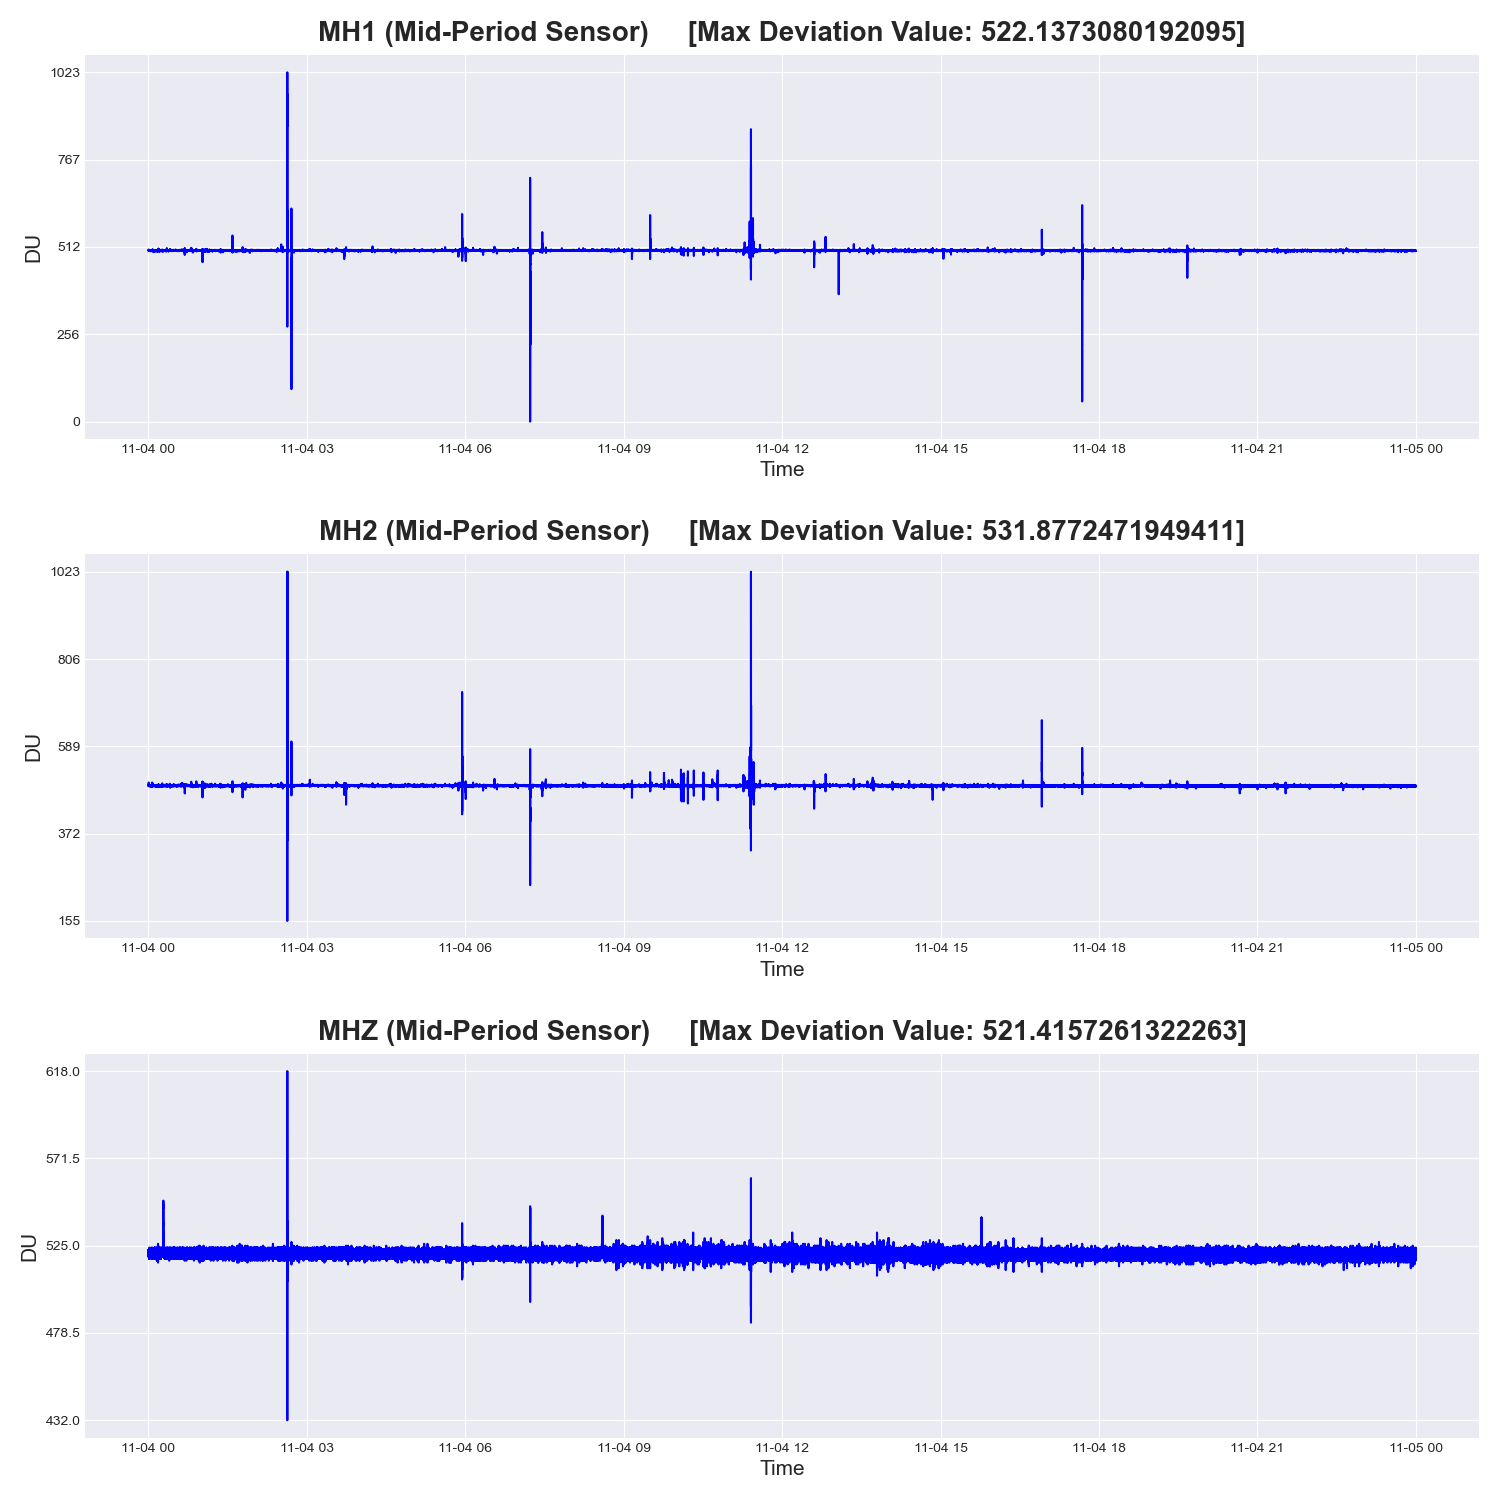 MH1 (Mid-Period Sensor) [Max Deviation Value: 522.1373080192095]
1023
767
512
256
0
DU
11-04 00 11-04 03 11-04 06 11-04 09 11-04 12 11-04 15 11-04 18 11-04 21 11-05 00
Time
MH2 (Mid-Period Sensor) [Max Deviation Value: 531.8772471949411]
1023
806
589
372
155
DU
11-04 00 11-04 03 11-04 06 11-04 09 11-04 12 11-04 15 11-04 18 11-04 21 11-05 00
Time
MHZ (Mid-Period Sensor) [Max Deviation Value: 521.4157261322263]
618.0
571.5
525.0
478.5
432.0
DU
11-04 00 11-04 03 11-04 06 11-04 09 11-04 12 11-04 15 11-04 18 11-04 21 11-05 00
Time